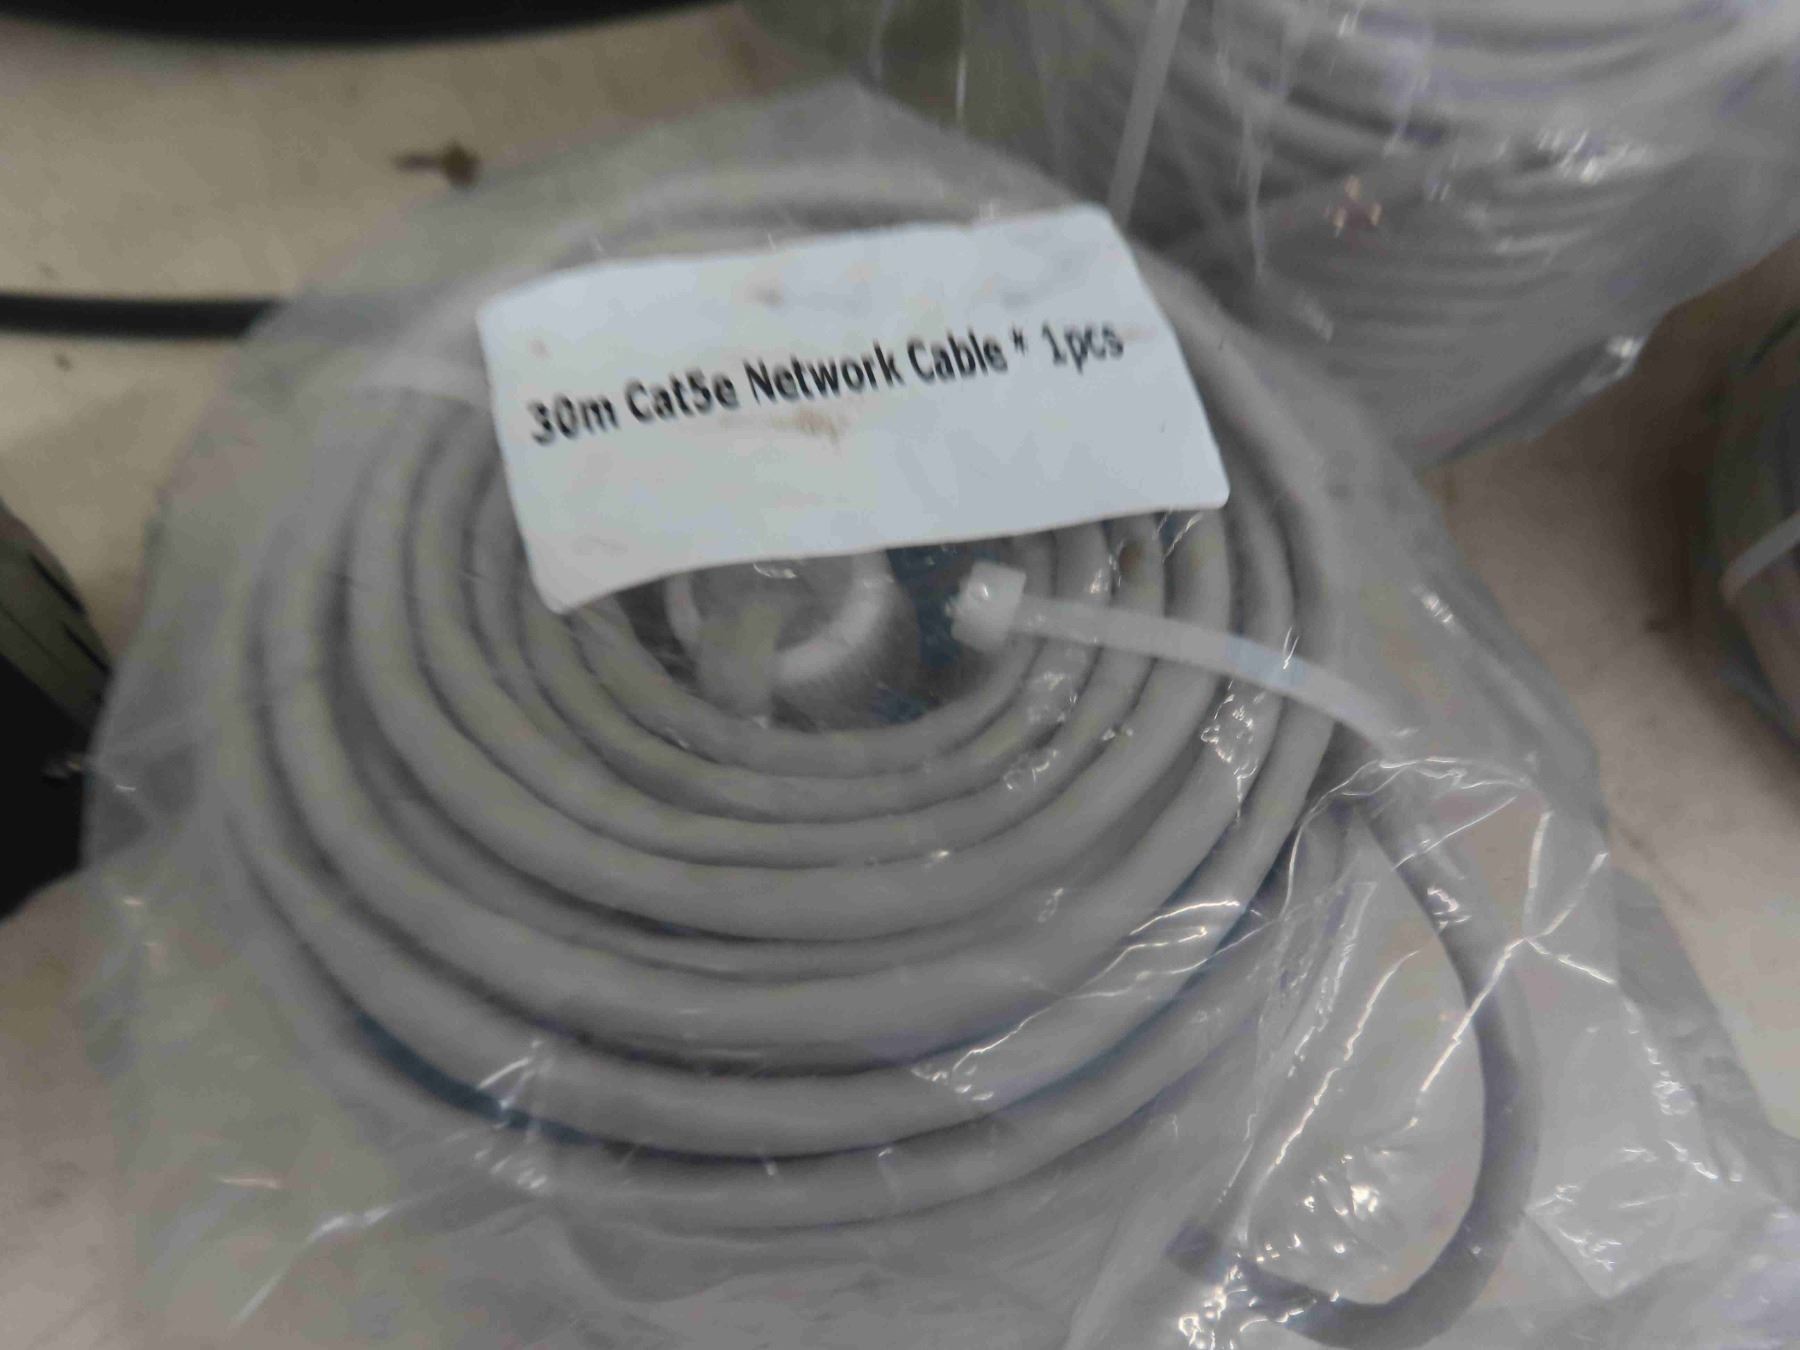 30m Cat5e Network Cable * 1pcs